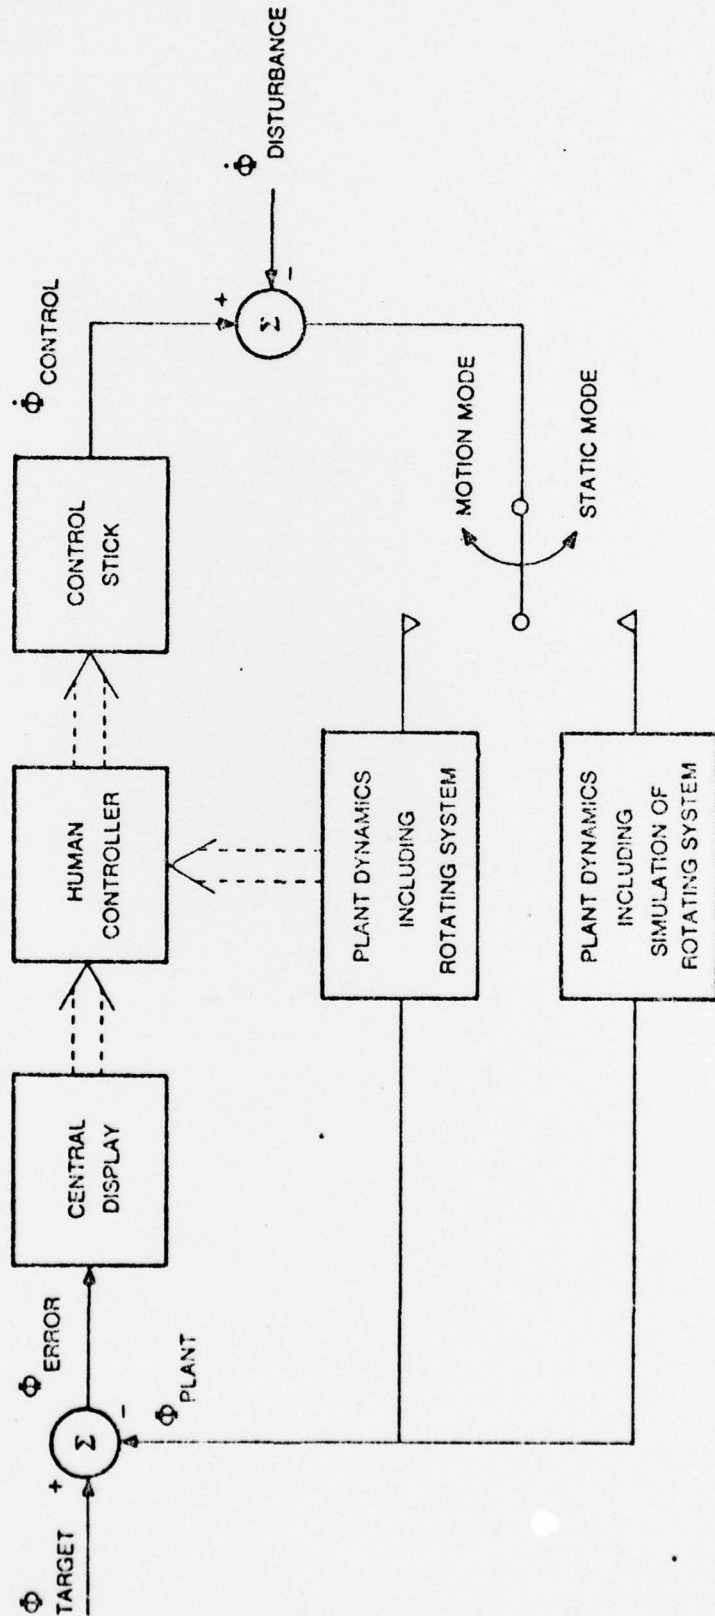 Φ
TARGET
+
Σ
−
Φ
ERROR
CENTRAL
DISPLAY
HUMAN
CONTROLLER
CONTROL
STICK
Φ̇
CONTROL
+
Σ
−
Φ̇
DISTURBANCE
Φ
PLANT
MOTION MODE
STATIC MODE
PLANT DYNAMICS
INCLUDING
ROTATING SYSTEM
PLANT DYNAMICS
INCLUDING
SIMULATION OF
ROTATING SYSTEM